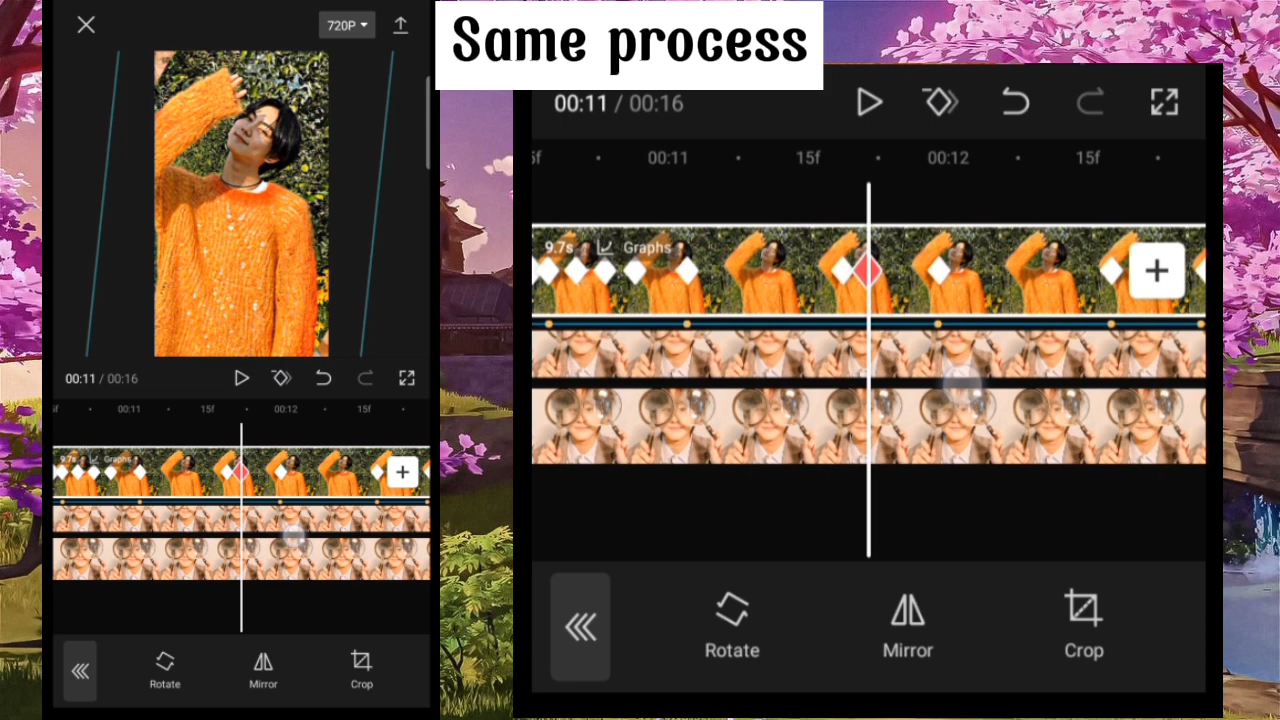 720P
Same process
00:11 / 00:16
f
00:11
15f
00:12
15f
9.7s
Graphs
Rotate
Mirror
Crop
00:11 / 00:16
5f
00:11
15f
00:12
15f
9.7s
Graphs
Rotate
Mirror
Crop